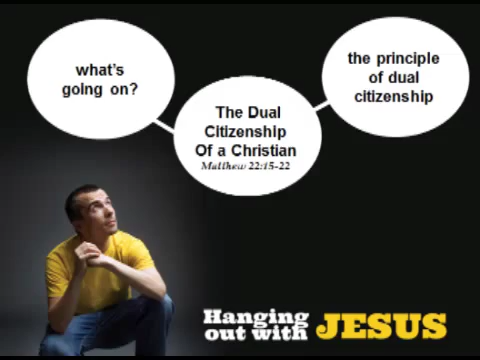 what's
going on?
The Dual
Citizenship
Of a Christian
Matthew 22:15-22
the principle
of dual
citizenship
Hanging
out with JESUS